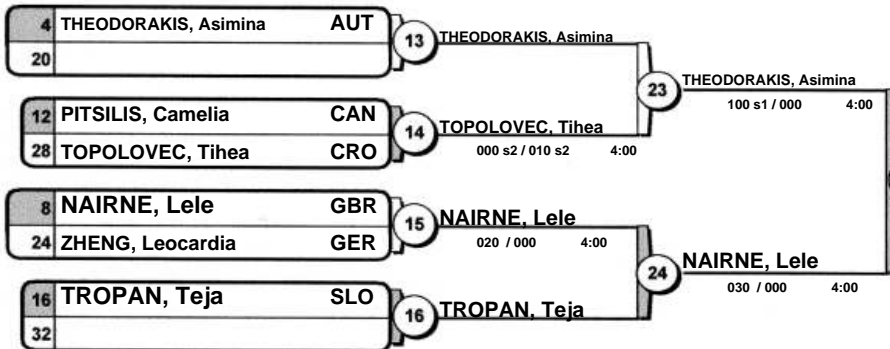 4 THEODORAKIS, Asimina AUT
20
13 THEODORAKIS, Asimina
12 PITSILIS, Camelia CAN
28 TOPOLOVEC, Tihea CRO
14 TOPOLOVEC, Tihea
000 s2 / 010 s2 4:00
23 THEODORAKIS, Asimina
100 s1 / 000 4:00
8 NAIRNE, Lele GBR
24 ZHENG, Leocardia GER
15 NAIRNE, Lele
020 / 000 4:00
16 TROPAN, Teja SLO
32
16 TROPAN, Teja
24 NAIRNE, Lele
030 / 000 4:00